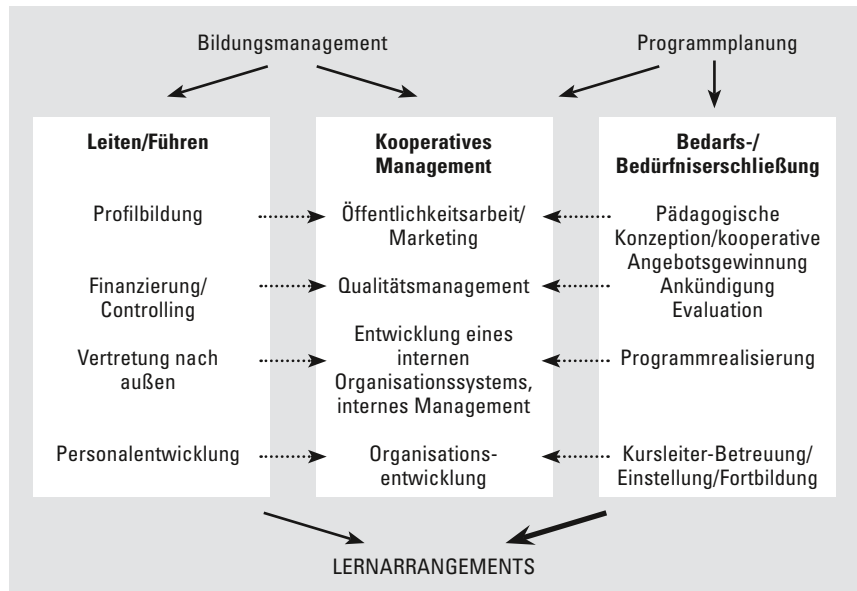 Bildungsmanagement
Programmplanung
Leiten/Führen
Profilbildung
Finanzierung/
Controlling
Vertretung nach
außen
Personalentwicklung
Kooperatives
Management
Öffentlichkeitsarbeit/
Marketing
Qualitätsmanagement
Entwicklung eines
internen
Organisationssystems,
internes Management
Organisations-
entwicklung
Bedarfs-/
Bedürfniserschließung
Pädagogische
Konzeption/kooperative
Angebotsgewinnung
Ankündigung
Evaluation
Programmrealisierung
Kursleiter-Betreuung/
Einstellung/Fortbildung
LERNARRANGEMENTS